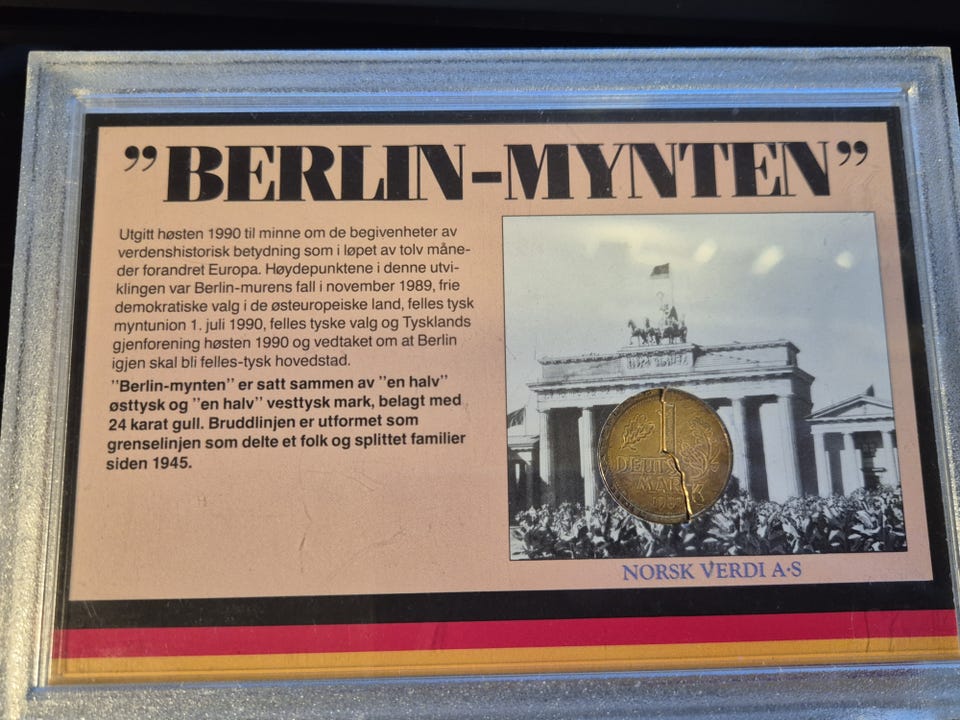 ”BERLIN-MYNTEN”
Utgitt høsten 1990 til minne om de begivenheter av
verdenshistorisk betydning som i løpet av tolv måne-
der forandret Europa. Høydepunktene i denne utvi-
klingen var Berlin-murens fall i november 1989, frie
demokratiske valg i de østeuropeiske land, felles tysk
myntunion 1. juli 1990, felles tyske valg og Tysklands
gjenforening høsten 1990 og vedtaket om at Berlin
igjen skal bli felles-tysk hovedstad.
”Berlin-mynten” er satt sammen av ”en halv”
østtysk og ”en halv” vesttysk mark, belagt med
24 karat gull. Bruddlinjen er utformet som
grenselinjen som delte et folk og splittet familier
siden 1945.
1
DEUTS
MARK
NORSK VERDI A·S